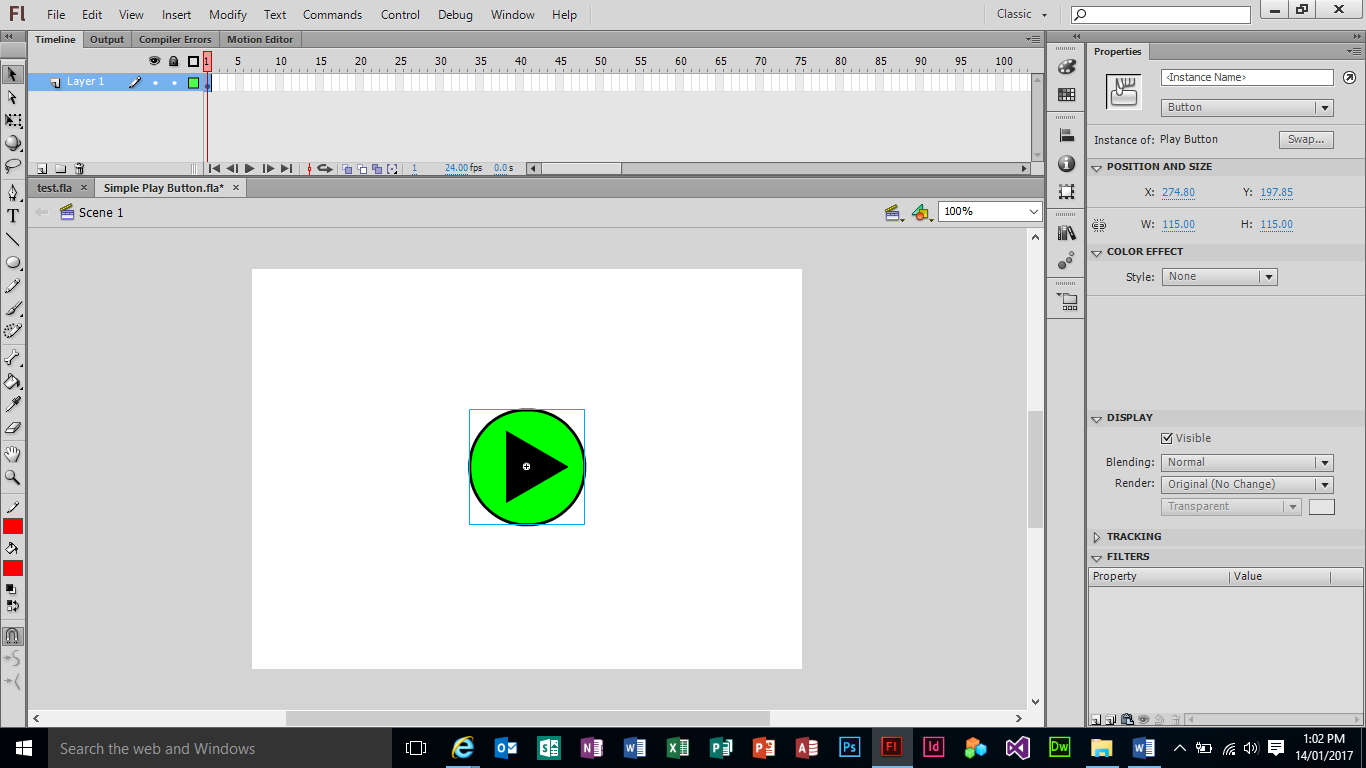 Fl File Edit View Insert Modify Text Commands Control Debug Window Help Classic
Timeline Output Compiler Errors Motion Editor
1 5 10 15 20 25 30 35 40 45 50 55 60 65 70 75 80 85 90 95 100
Layer 1
1 24.00 fps 0.0 s
test.fla Simple Play Button.fla*
Scene 1 100%
Properties
<Instance Name>
Button
Instance of: Play Button Swap...
POSITION AND SIZE
X: 274.80 Y: 197.85
W: 115.00 H: 115.00
COLOR EFFECT
Style: None
DISPLAY
Visible
Blending: Normal
Render: Original (No Change)
Transparent
TRACKING
FILTERS
Property Value
T
Search the web and Windows
Ps Fl Id Dw
1:02 PM
14/01/2017